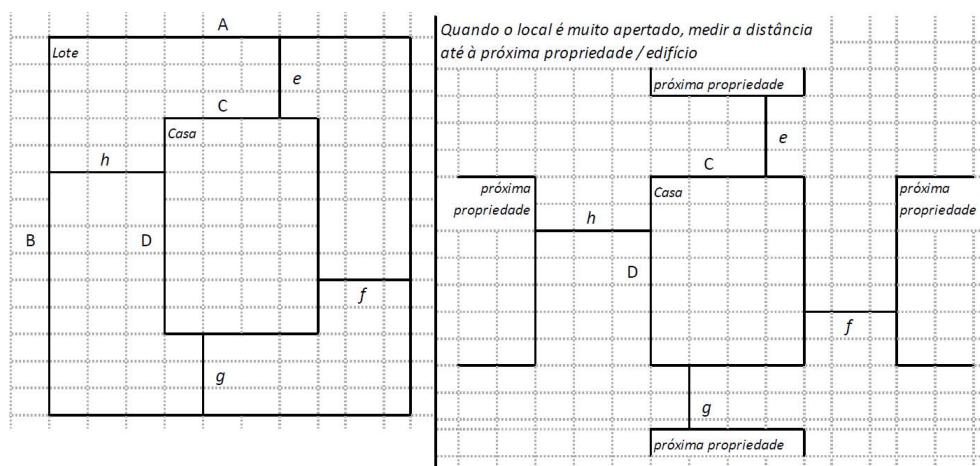 A
Lote
e
C
Casa
h
B
D
f
g
Quando o local é muito apertado, medir a distância
até à próxima propriedade / edifício
próxima propriedade
e
C
próxima
propriedade
Casa
próxima
propriedade
h
D
f
g
próxima propriedade